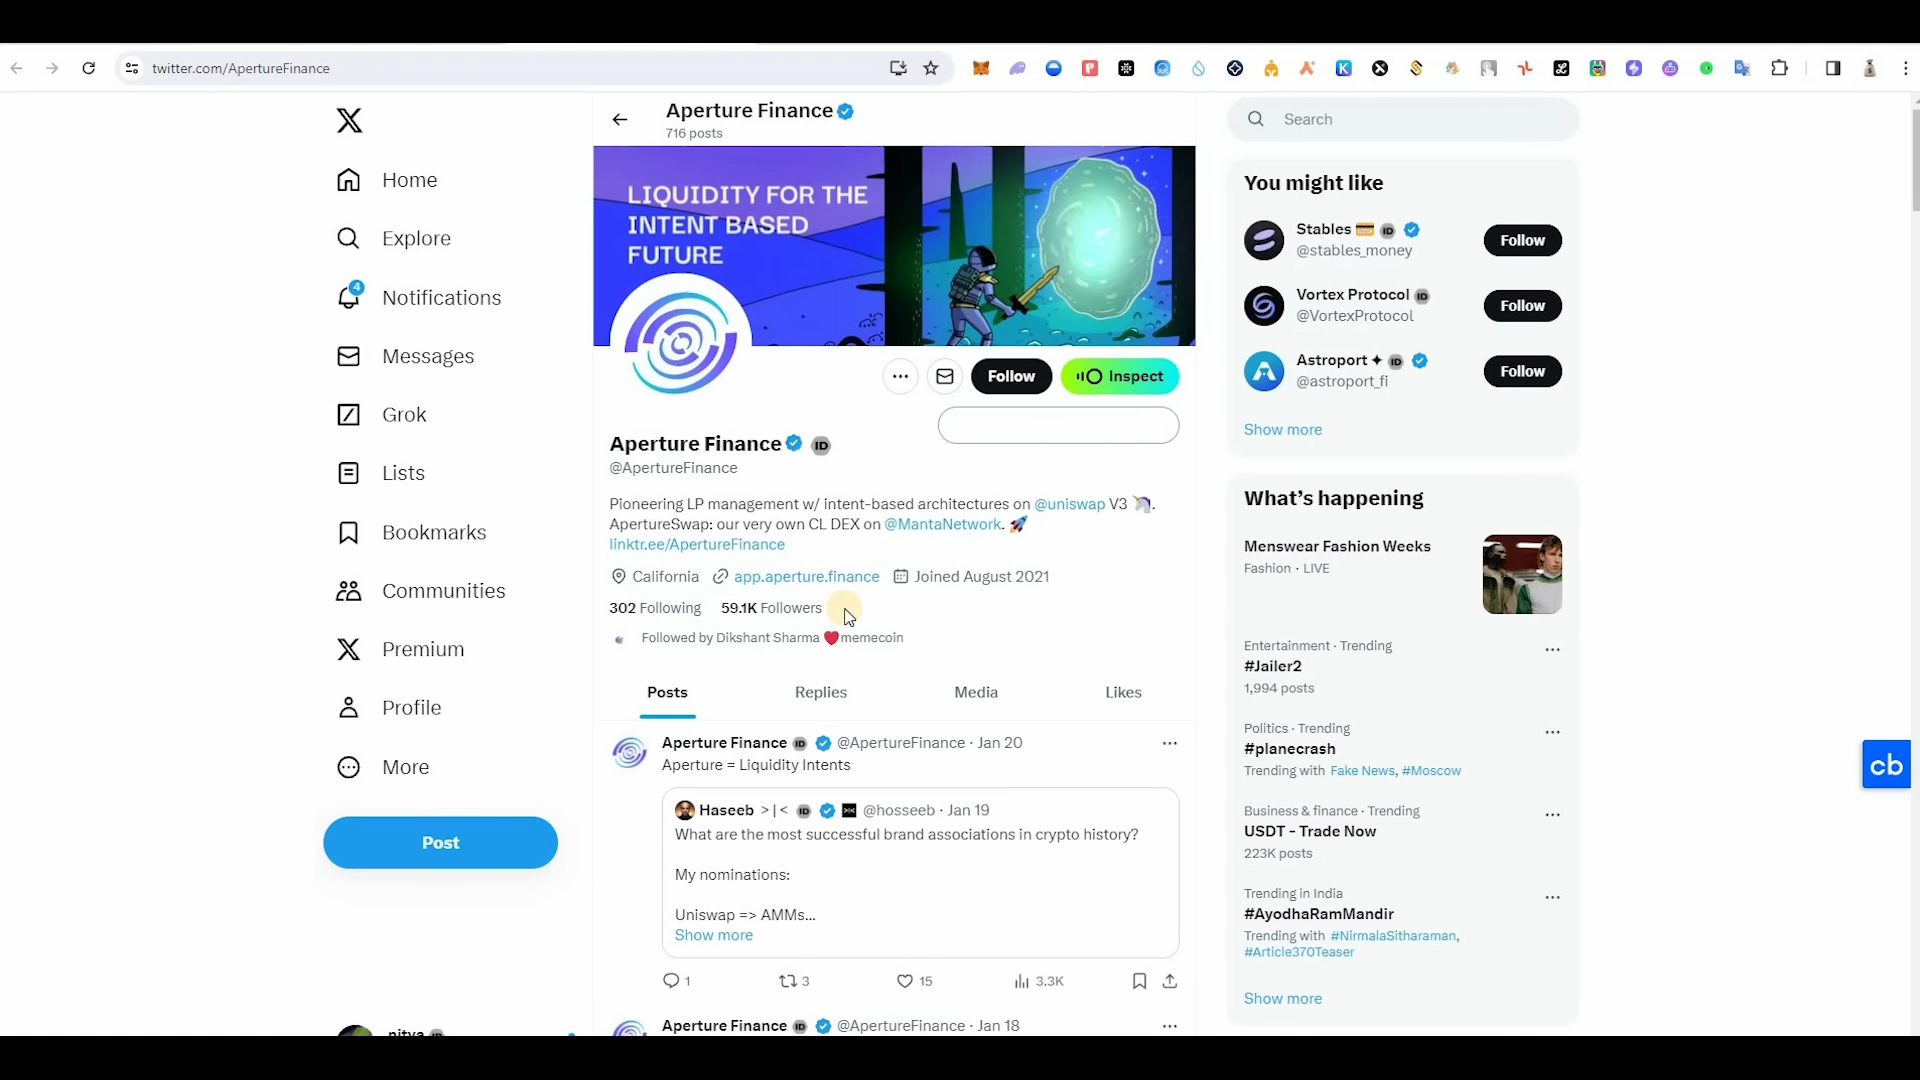 twitter.com/ApertureFinance
Home
Explore
4
Notifications
Messages
Grok
Lists
Bookmarks
Communities
Premium
Profile
More
Post
Aperture Finance
716 posts
LIQUIDITY FOR THE
INTENT BASED
FUTURE
Follow
Inspect
Aperture Finance ID
@ApertureFinance
Pioneering LP management w/ intent-based architectures on @uniswap V3 🦄.
ApertureSwap: our very own CL DEX on @MantaNetwork. 🚀
linktr.ee/ApertureFinance
California app.aperture.finance Joined August 2021
302 Following 59.1K Followers
Followed by Dikshant Sharma ❤️memecoin
Posts Replies Media Likes
Aperture Finance ID @ApertureFinance · Jan 20
Aperture = Liquidity Intents
Haseeb >|< ID @hosseeb · Jan 19
What are the most successful brand associations in crypto history?
My nominations:
Uniswap => AMMs...
Show more
1 3 15 3.3K
Aperture Finance ID @ApertureFinance · Jan 18
Search
You might like
Stables 💳 ID
@stables_money
Follow
Vortex Protocol ID
@VortexProtocol
Follow
Astroport ✦ ID
@astroport_fi
Follow
Show more
What's happening
Menswear Fashion Weeks
Fashion · LIVE
Entertainment · Trending
#Jailer2
1,994 posts
Politics · Trending
#planecrash
Trending with Fake News, #Moscow
Business & finance · Trending
USDT - Trade Now
223K posts
Trending in India
#AyodhaRamMandir
Trending with #NirmalaSitharaman,
#Article370Teaser
Show more
cb